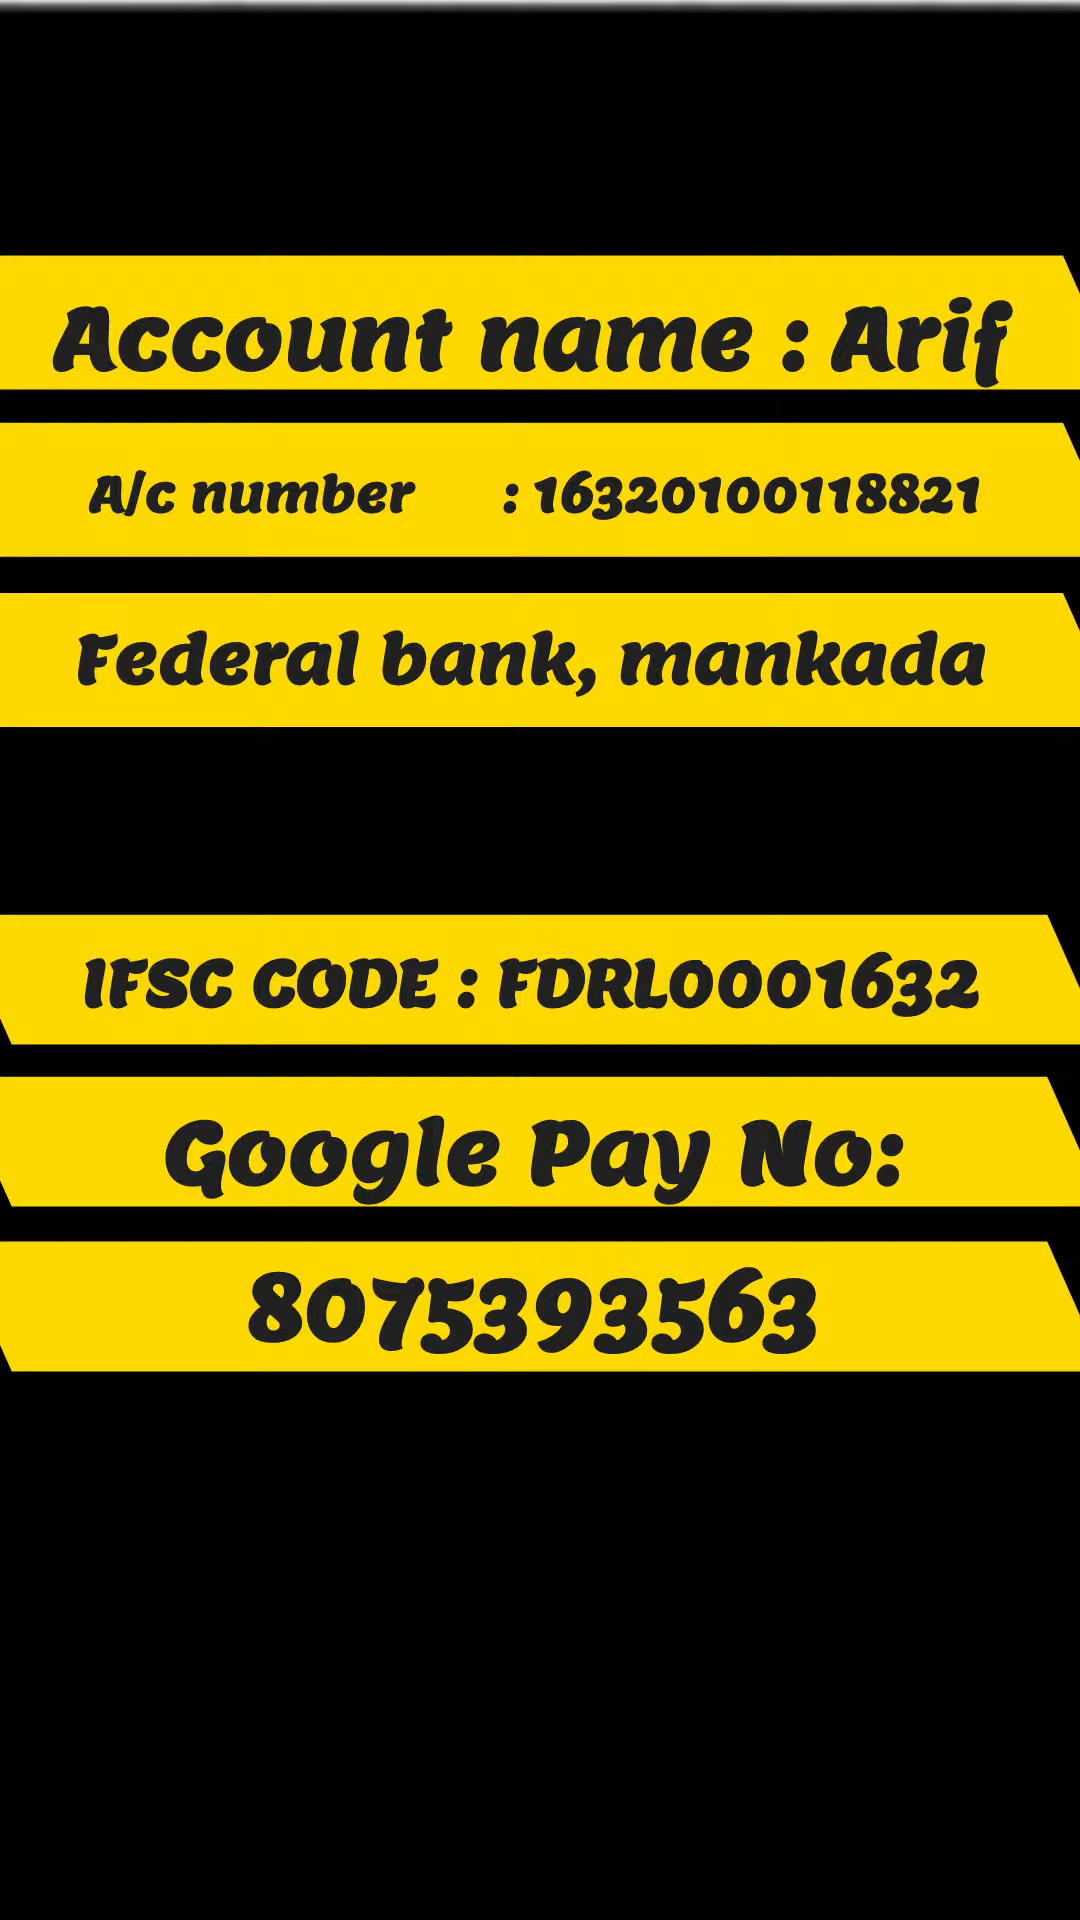 Account name : Arif
A/c number : 16320100118821
Federal bank, mankada
IFSC CODE : FDRL0001632
Google Pay No:
8075393563